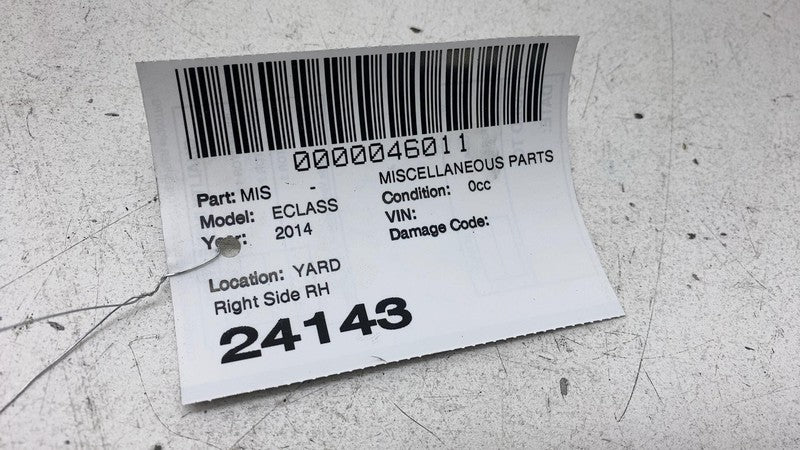 0000046011
Part: MIS - MISCELLANEOUS PARTS
Model: ECLASS Condition: 0cc
Year: 2014 VIN:
Damage Code:
Location: YARD
Right Side RH
24143